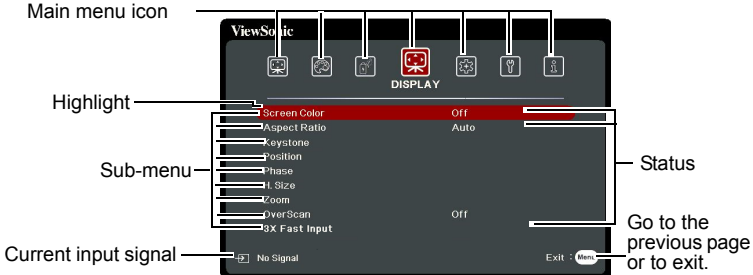 Main menu icon
ViewSonic
DISPLAY
Highlight
Screen Color Off
Aspect Ratio Auto
Keystone
Position
Sub-menu
Phase
Status
H. Size
Zoom
OverScan Off
3X Fast Input
Go to the
previous page
or to exit.
Current input signal
No Signal
Exit : Menu